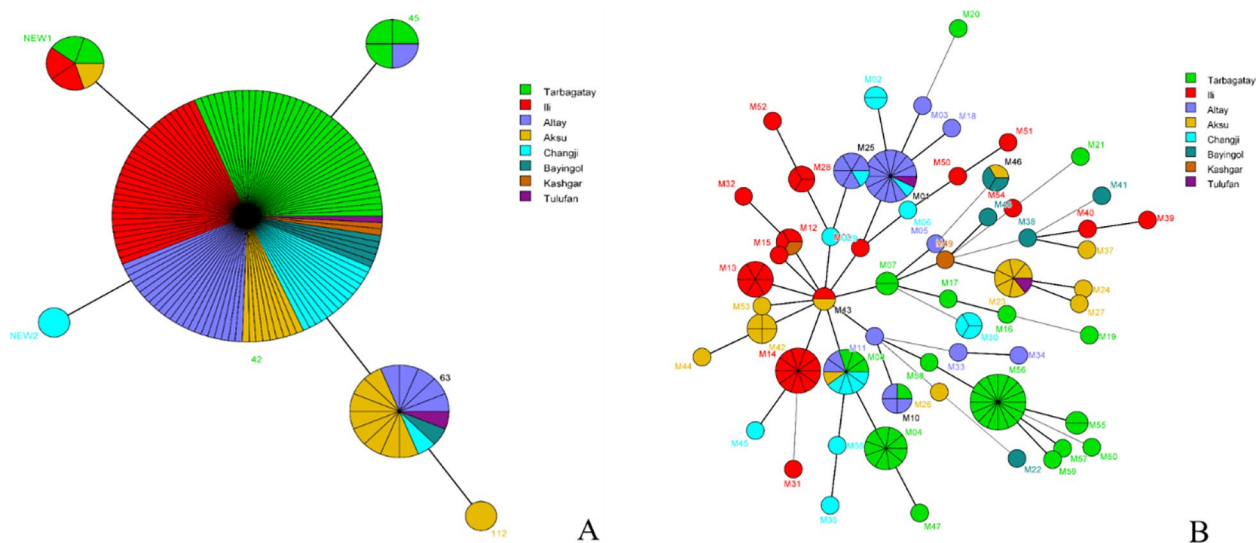 NEW1
45
Tarbagatay
Ili
Altay
Aksu
Changji
Bayingol
Kashgar
Tulufan
NEW2
42
63
112
A
M20
M02
M03
M18
M52
M25
M51
M28
M50
M01
M46
M21
M32
M54
M06
M41
M12
M05
M48
M38
M40
M39
M15
M49
M37
M13
M07
M17
M24
M53
M43
M23
M27
M42
M30
M16
M19
M44
M14
M11
M33
M34
M58
M56
M26
M10
M45
M04
M35
M55
M57
M60
M59
M22
M31
M36
M47
Tarbagatay
Ili
Altay
Aksu
Changji
Bayingol
Kashgar
Tulufan
B